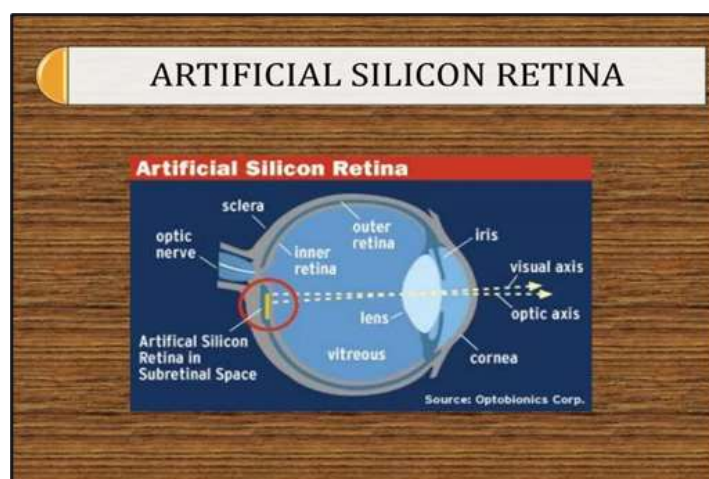 ARTIFICIAL SILICON RETINA
Artificial Silicon Retina
sclera
optic
nerve
inner
retina
outer
retina
iris
visual axis
optic axis
lens
Artifical Silicon
Retina in
Subretinal Space
vitreous
cornea
Source: Optobionics Corp.